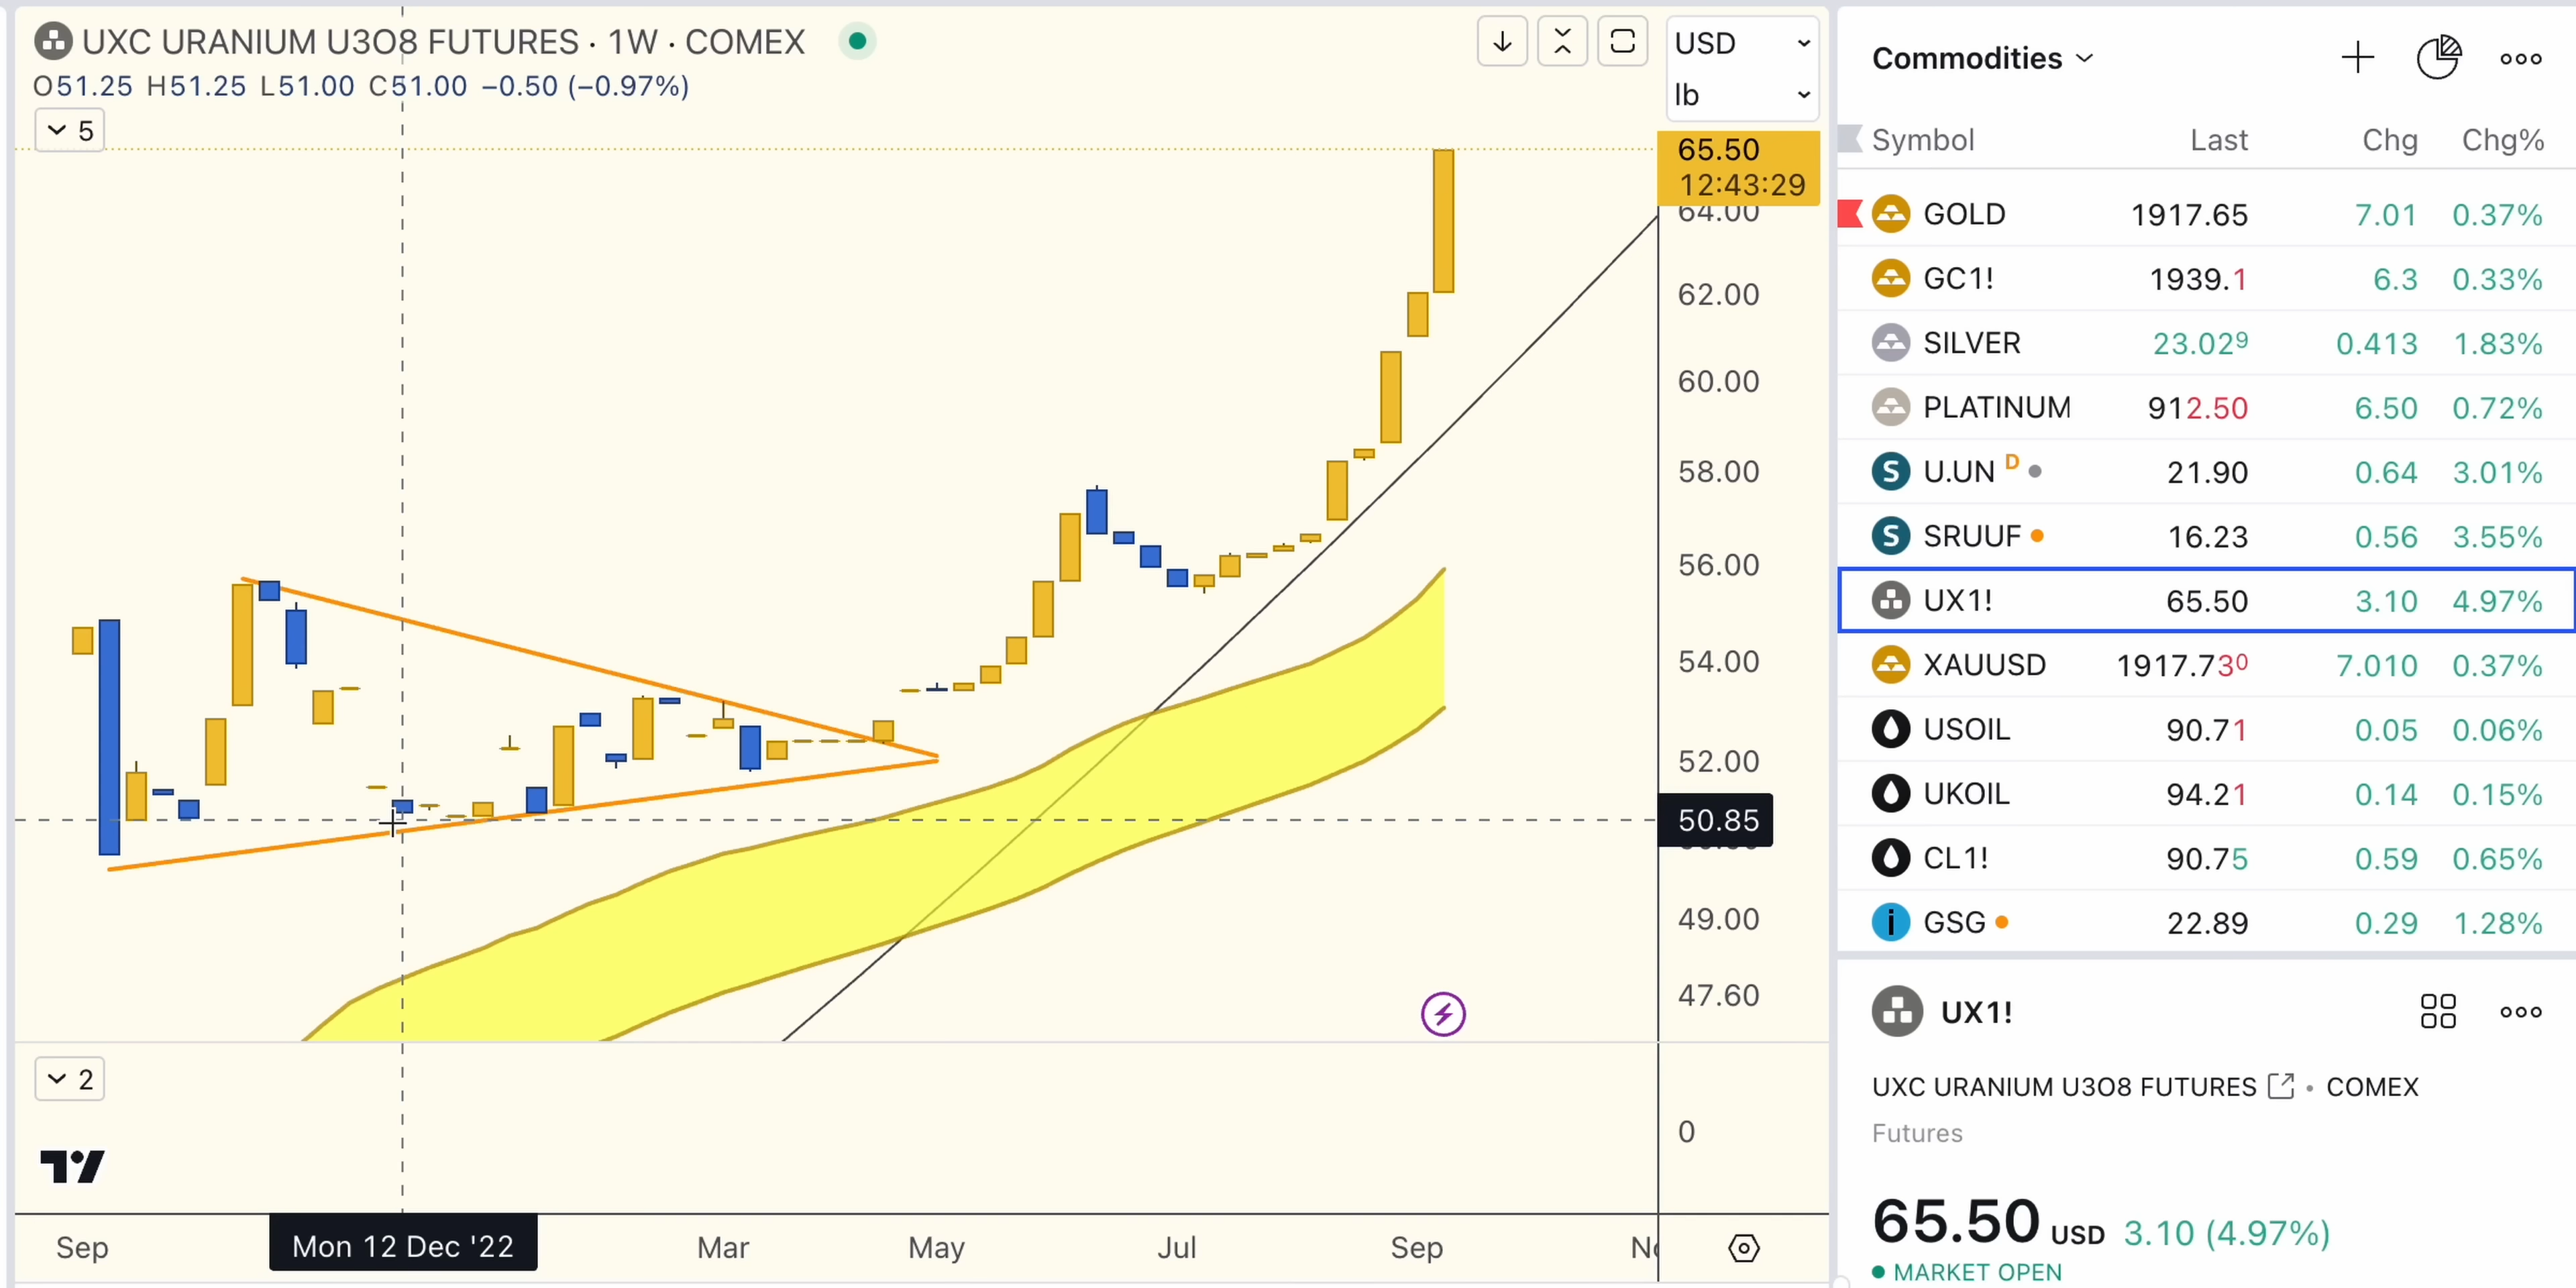 UXC URANIUM U3O8 FUTURES · 1W · COMEX
O51.25 H51.25 L51.00 C51.00 −0.50 (−0.97%)
5
USD
lb
65.50
12:43:29
64.00
62.00
60.00
58.00
56.00
54.00
52.00
50.85
49.00
47.60
2
0
Sep
Mon 12 Dec '22
Mar
May
Jul
Sep
Commodities
Symbol Last Chg Chg%
GOLD 1917.65 7.01 0.37%
GC1! 1939.1 6.3 0.33%
SILVER 23.029 0.413 1.83%
PLATINUM 912.50 6.50 0.72%
U.UN D 21.90 0.64 3.01%
SRUUF 16.23 0.56 3.55%
UX1! 65.50 3.10 4.97%
XAUUSD 1917.730 7.010 0.37%
USOIL 90.71 0.05 0.06%
UKOIL 94.21 0.14 0.15%
CL1! 90.75 0.59 0.65%
GSG 22.89 0.29 1.28%
UX1!
UXC URANIUM U3O8 FUTURES • COMEX
Futures
65.50 USD 3.10 (4.97%)
MARKET OPEN